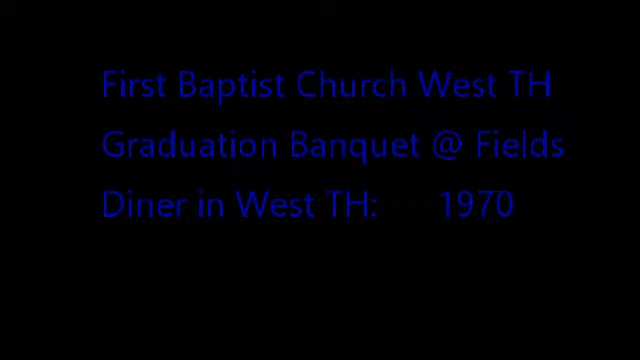 First Baptist Church West TH
Graduation Banquet @ Fields
Diner in West TH: 1970